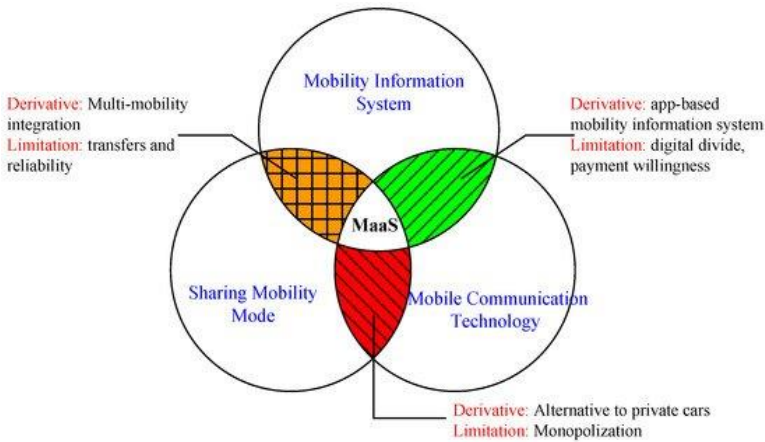 Mobility Information
System
Derivative: Multi-mobility
integration
Limitation: transfers and
reliability
Derivative: app-based
mobility information system
Limitation: digital divide,
payment willingness
MaaS
Sharing Mobility
Mode
Mobile Communication
Technology
Derivative: Alternative to private cars
Limitation: Monopolization